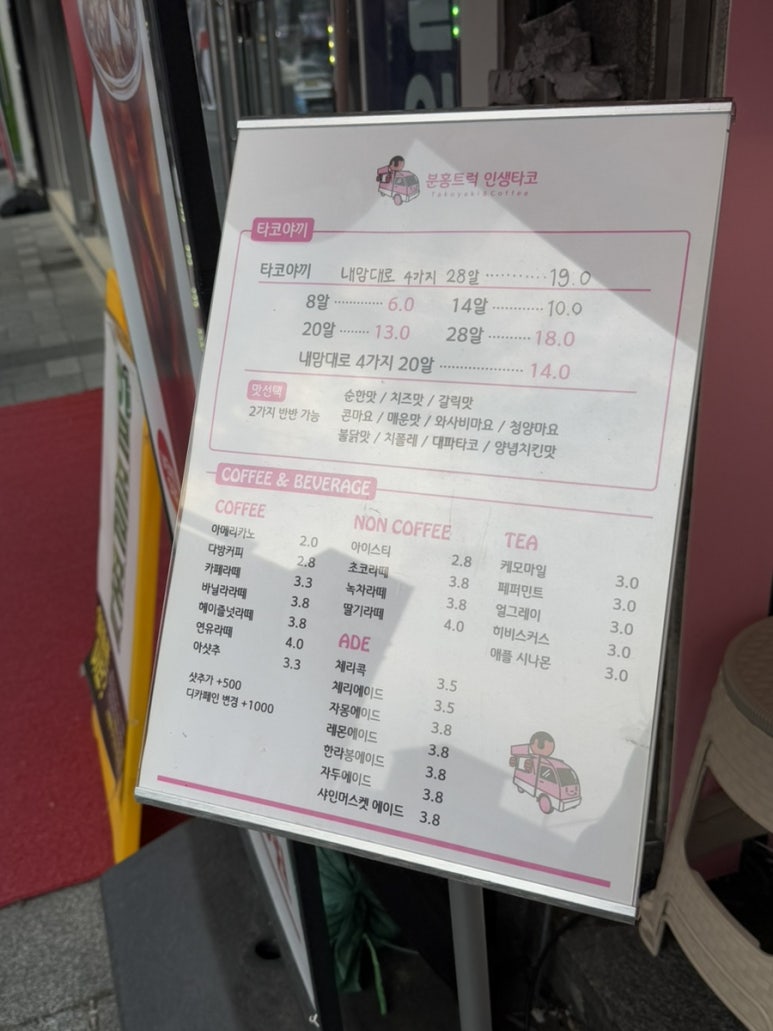 분홍트럭 인생타코
Takoyaki&Coffee
타코야끼
타코야끼 내맘대로 4가지 28알 ........... 19.0
8알 ............ 6.0 14알 ............ 10.0
20알 ........ 13.0 28알 ............ 18.0
내맘대로 4가지 20알 ..................... 14.0
맛선택 순한맛 / 치즈맛 / 갈릭맛
2가지 반반 가능 콘마요 / 매운맛 / 와사비마요 / 청양마요
불닭맛 / 치폴레 / 대파타코 / 양념치킨맛
COFFEE & BEVERAGE
COFFEE
아메리카노 2.0
다방커피 2.8
카페라떼 3.3
바닐라라떼 3.8
헤이즐넛라떼 3.8
연유라떼 4.0
아샷추 3.3
샷추가 +500
디카페인 변경 +1000
NON COFFEE
아이스티 2.8
초코라떼 3.8
녹차라떼 3.8
딸기라떼 4.0
ADE
체리콕 3.5
체리에이드 3.5
자몽에이드 3.8
레몬에이드 3.8
한라봉에이드 3.8
자두에이드 3.8
샤인머스켓 에이드 3.8
TEA
캐모마일 3.0
페퍼민트 3.0
얼그레이 3.0
히비스커스 3.0
애플 시나몬 3.0